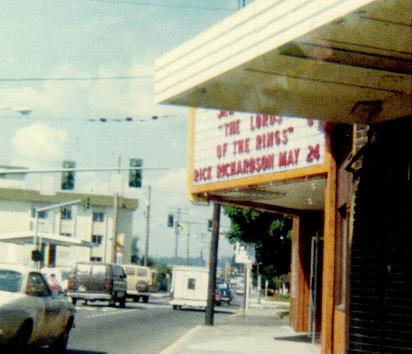 "THE LORDS
OF THE RINGS"
RICK RICHARDSON MAY 24